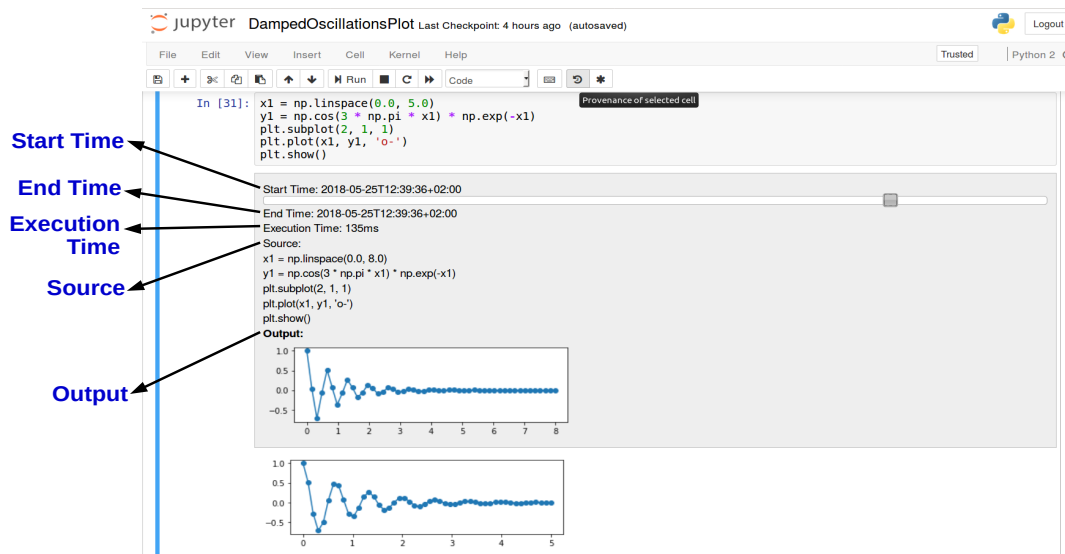 jupyter DampedOscillationsPlot Last Checkpoint: 4 hours ago (autosaved)
Logout
File Edit View Insert Cell Kernel Help
Trusted
Python 2
Run
Code
Provenance of selected cell
In [31]:
x1 = np.linspace(0.0, 5.0)
y1 = np.cos(3 * np.pi * x1) * np.exp(-x1)
plt.subplot(2, 1, 1)
plt.plot(x1, y1, 'o-')
plt.show()
Start Time
End Time
Execution
Time
Source
Output
Start Time: 2018-05-25T12:39:36+02:00
End Time: 2018-05-25T12:39:36+02:00
Execution Time: 135ms
Source:
x1 = np.linspace(0.0, 8.0)
y1 = np.cos(3 * np.pi * x1) * np.exp(-x1)
plt.subplot(2, 1, 1)
plt.plot(x1, y1, 'o-')
plt.show()
Output:
1.0
0.5
0.0
−0.5
0 1 2 3 4 5 6 7 8
1.0
0.5
0.0
−0.5
0 1 2 3 4 5